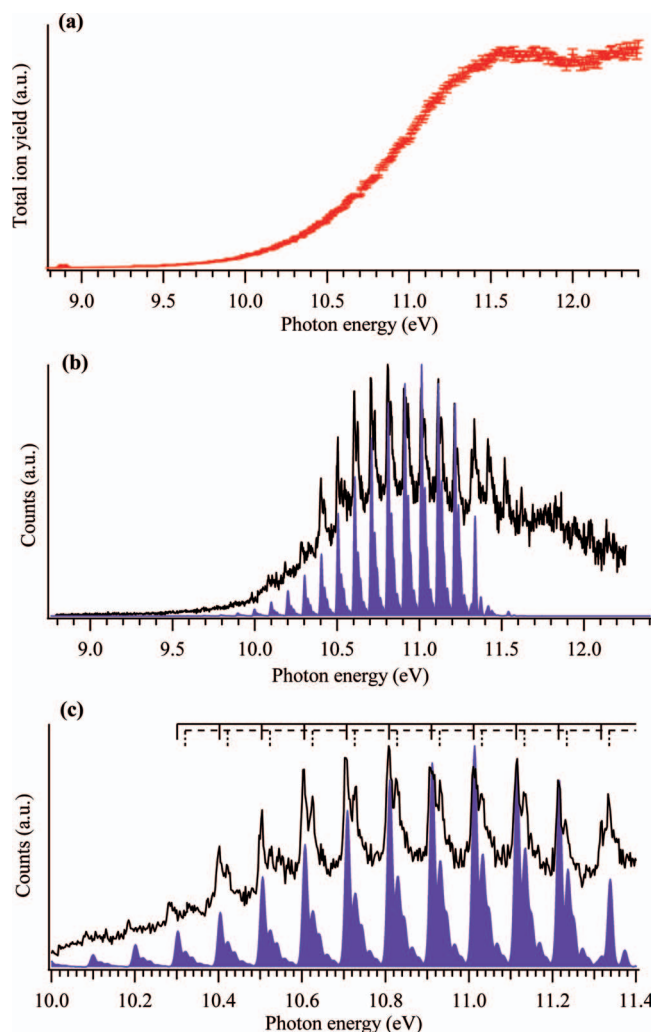 (a)
Total ion yield (a.u.)
9.0 9.5 10.0 10.5 11.0 11.5 12.0
Photon energy (eV)
(b)
Counts (a.u.)
9.0 9.5 10.0 10.5 11.0 11.5 12.0
Photon energy (eV)
(c)
Counts (a.u.)
10.0 10.2 10.4 10.6 10.8 11.0 11.2 11.4
Photon energy (eV)